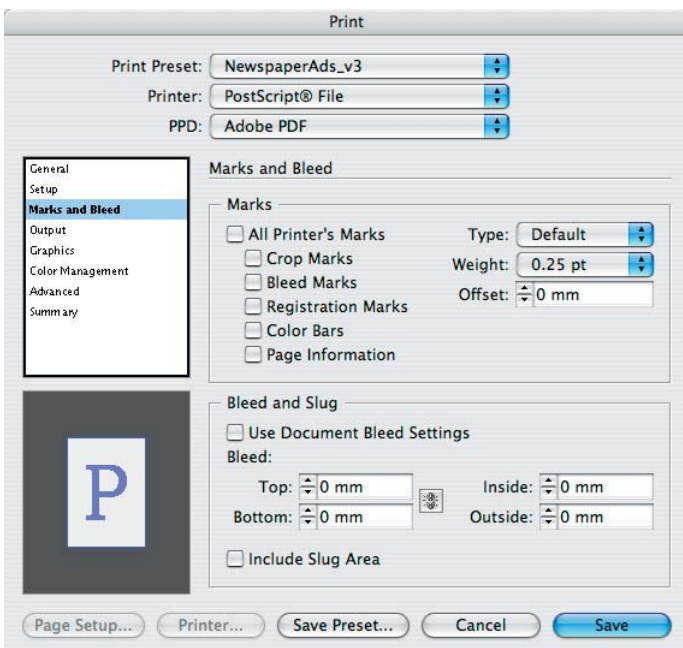 Print
Print Preset: NewspaperAds_v3
Printer: PostScript® File
PPD: Adobe PDF
General
Setup
Marks and Bleed
Output
Graphics
Color Management
Advanced
Summary
Marks and Bleed
Marks
All Printer's Marks
Crop Marks
Bleed Marks
Registration Marks
Color Bars
Page Information
Type: Default
Weight: 0.25 pt
Offset: 0 mm
P
Bleed and Slug
Use Document Bleed Settings
Bleed:
Top: 0 mm Inside: 0 mm
Bottom: 0 mm Outside: 0 mm
Include Slug Area
Page Setup... Printer... Save Preset... Cancel Save